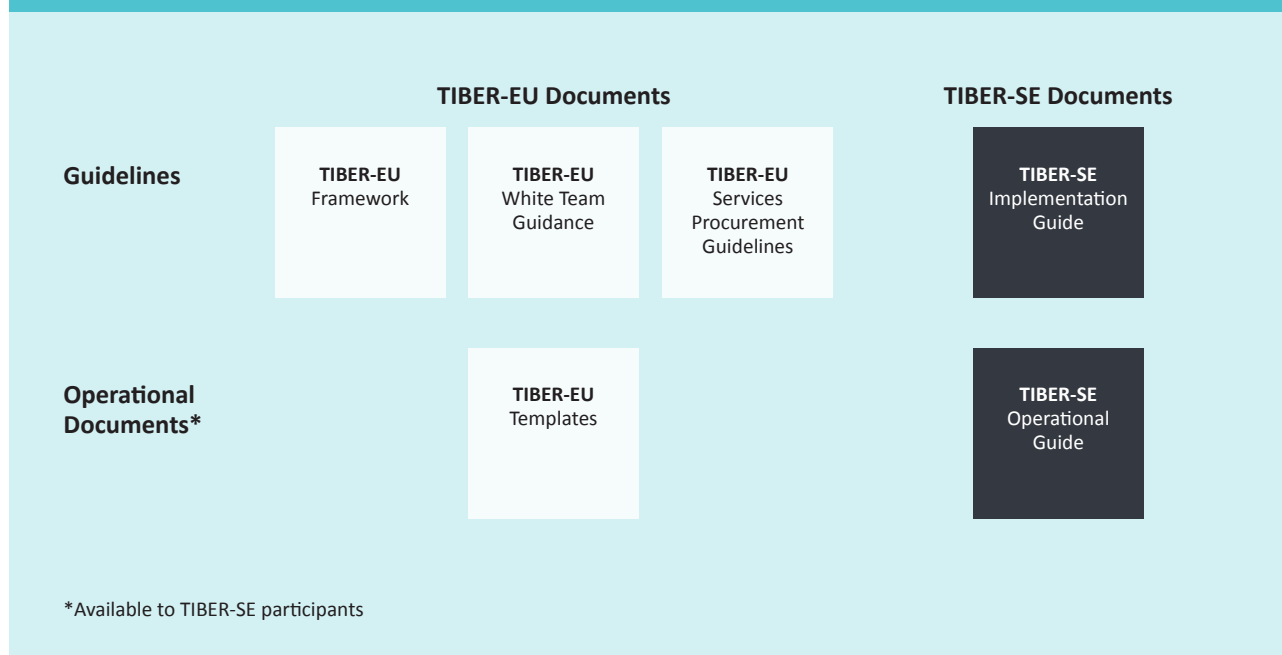 TIBER-EU Documents
TIBER-SE Documents
Guidelines
TIBER-EU
Framework
TIBER-EU
White Team
Guidance
TIBER-EU
Services
Procurement
Guidelines
TIBER-SE
Implementation
Guide
Operational
Documents*
TIBER-EU
Templates
TIBER-SE
Operational
Guide
*Available to TIBER-SE participants